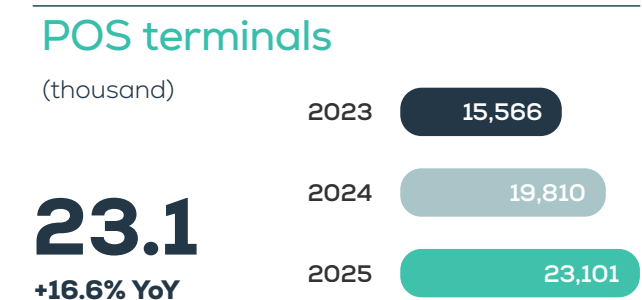 POS terminals
(thousand)
2023 15,566
2024 19,810
23.1
+16.6% YoY
2025 23,101